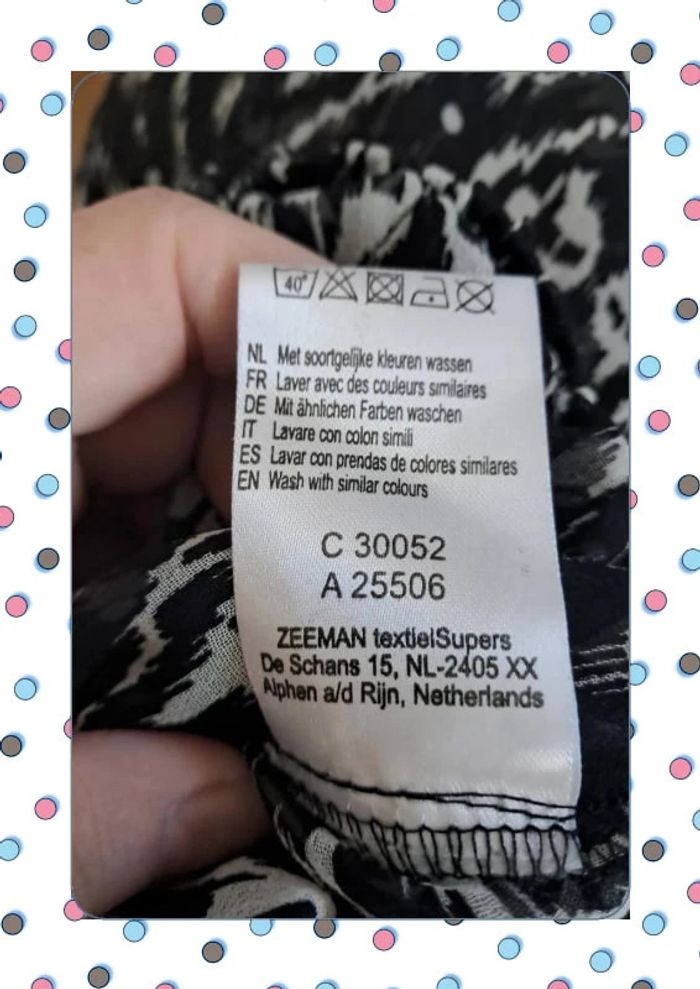 40°
NL Met soortgelijke kleuren wassen
FR Laver avec des couleurs similaires
DE Mit ähnlichen Farben waschen
IT Lavare con colon simili
ES Lavar con prendas de colores similares
EN Wash with similar colours
C 30052
A 25506
ZEEMAN textielSupers
De Schans 15, NL-2405 XX
Alphen a/d Rijn, Netherlands